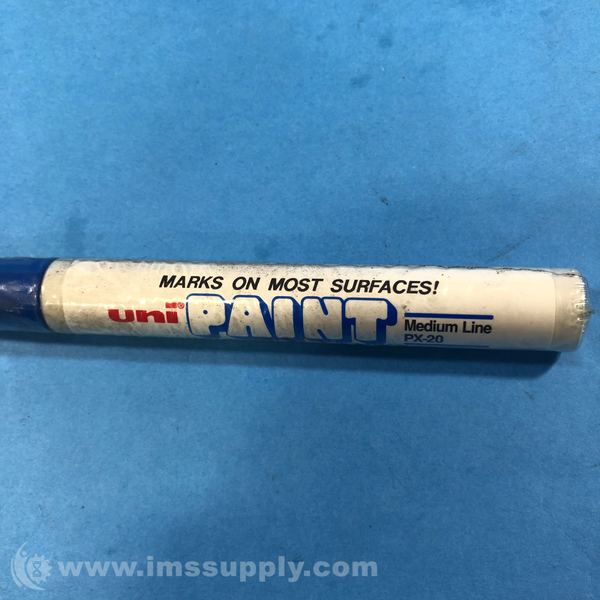 MARKS ON MOST SURFACES!
uni® PAINT
Medium Line
PX-20
www.imssupply.com